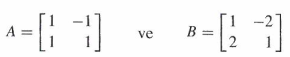 A = [1 -1; 1 1] ve B = [1 -2; 2 1]